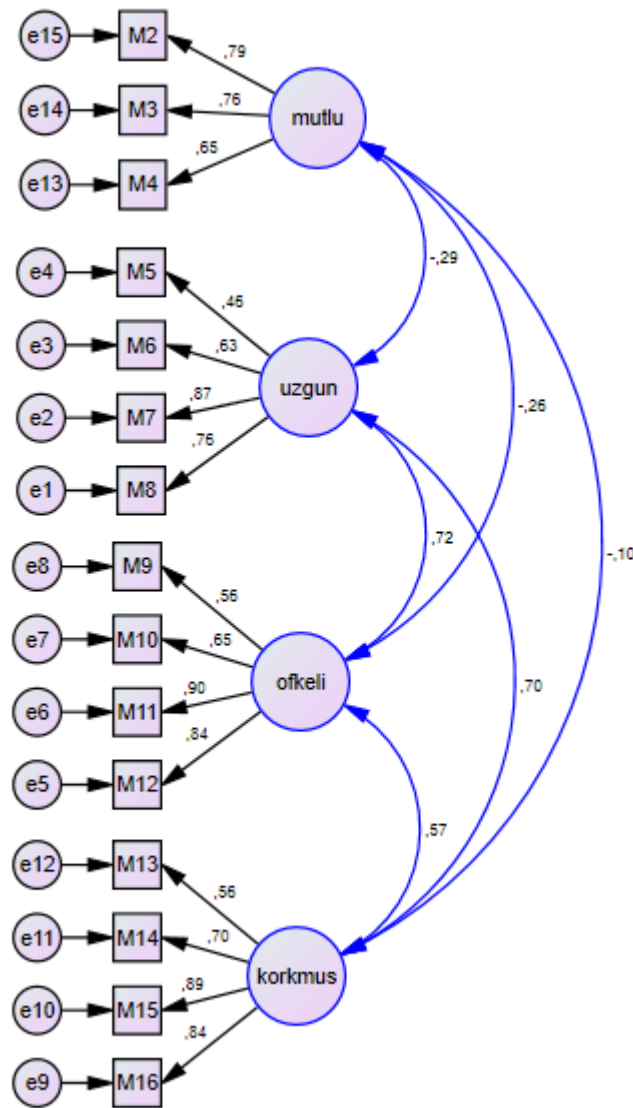 e15 M2 ,79
e14 M3 ,76 mutlu
e13 M4 ,65
e4 M5 -,29
,46
e3 M6 ,63
uzgun
e2 M7 ,87 -,26
e1 M8 ,76
,72 -,10
e8 M9
,56
e7 M10 ,65
ofkeli ,70
e6 M11 ,90
e5 M12 ,84
,57
e12 M13
,56
e11 M14 ,70
korkmus
e10 M15 ,89
,84
e9 M16